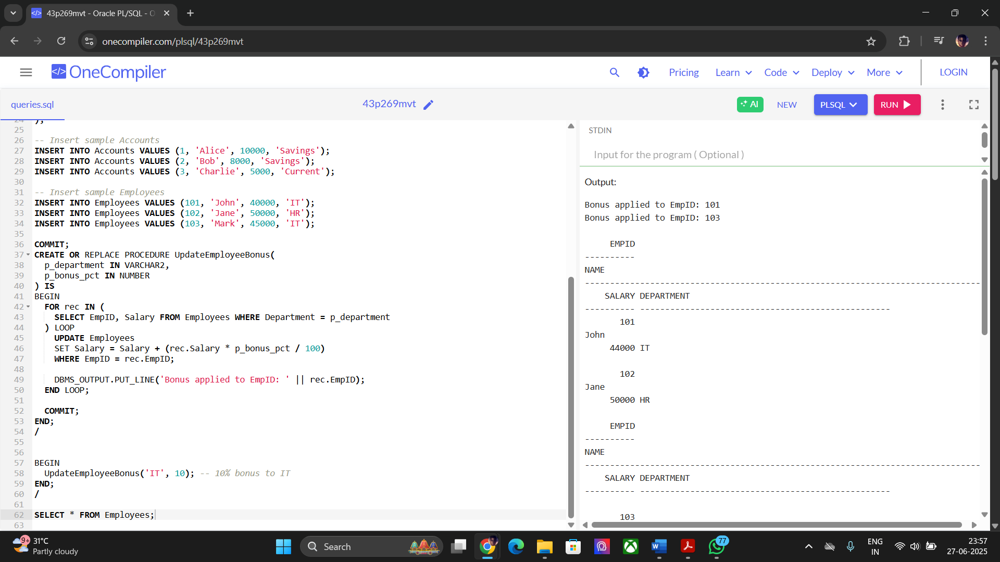 43p269mvt - Oracle PL/SQL - O
onecompiler.com/plsql/43p269mvt
</> OneCompiler
Pricing
Learn
Code
Deploy
More
LOGIN
queries.sql
43p269mvt
AI
NEW
PLSQL
RUN
24 );
25
26 -- Insert sample Accounts
27 INSERT INTO Accounts VALUES (1, 'Alice', 10000, 'Savings');
28 INSERT INTO Accounts VALUES (2, 'Bob', 8000, 'Savings');
29 INSERT INTO Accounts VALUES (3, 'Charlie', 5000, 'Current');
30
31 -- Insert sample Employees
32 INSERT INTO Employees VALUES (101, 'John', 40000, 'IT');
33 INSERT INTO Employees VALUES (102, 'Jane', 50000, 'HR');
34 INSERT INTO Employees VALUES (103, 'Mark', 45000, 'IT');
35
36 COMMIT;
37 CREATE OR REPLACE PROCEDURE UpdateEmployeeBonus(
38 p_department IN VARCHAR2,
39 p_bonus_pct IN NUMBER
40 ) IS
41 BEGIN
42 FOR rec IN (
43 SELECT EmpID, Salary FROM Employees WHERE Department = p_department
44 ) LOOP
45 UPDATE Employees
46 SET Salary = Salary + (rec.Salary * p_bonus_pct / 100)
47 WHERE EmpID = rec.EmpID;
48
49 DBMS_OUTPUT.PUT_LINE('Bonus applied to EmpID: ' || rec.EmpID);
50 END LOOP;
51
52 COMMIT;
53 END;
54 /
55
56
57 BEGIN
58 UpdateEmployeeBonus('IT', 10); -- 10% bonus to IT
59 END;
60 /
61
62 SELECT * FROM Employees;
63
STDIN
Input for the program ( Optional )
Output:
Bonus applied to EmpID: 101
Bonus applied to EmpID: 103
EMPID
----------
NAME
--------------------------------------------------------------------------------
SALARY DEPARTMENT
---------- --------------------------------------------------
101
John
44000 IT
102
Jane
50000 HR
EMPID
----------
NAME
--------------------------------------------------------------------------------
SALARY DEPARTMENT
---------- --------------------------------------------------
103
9+
31°C
Partly cloudy
Search
77
ENG
IN
23:57
27-06-2025